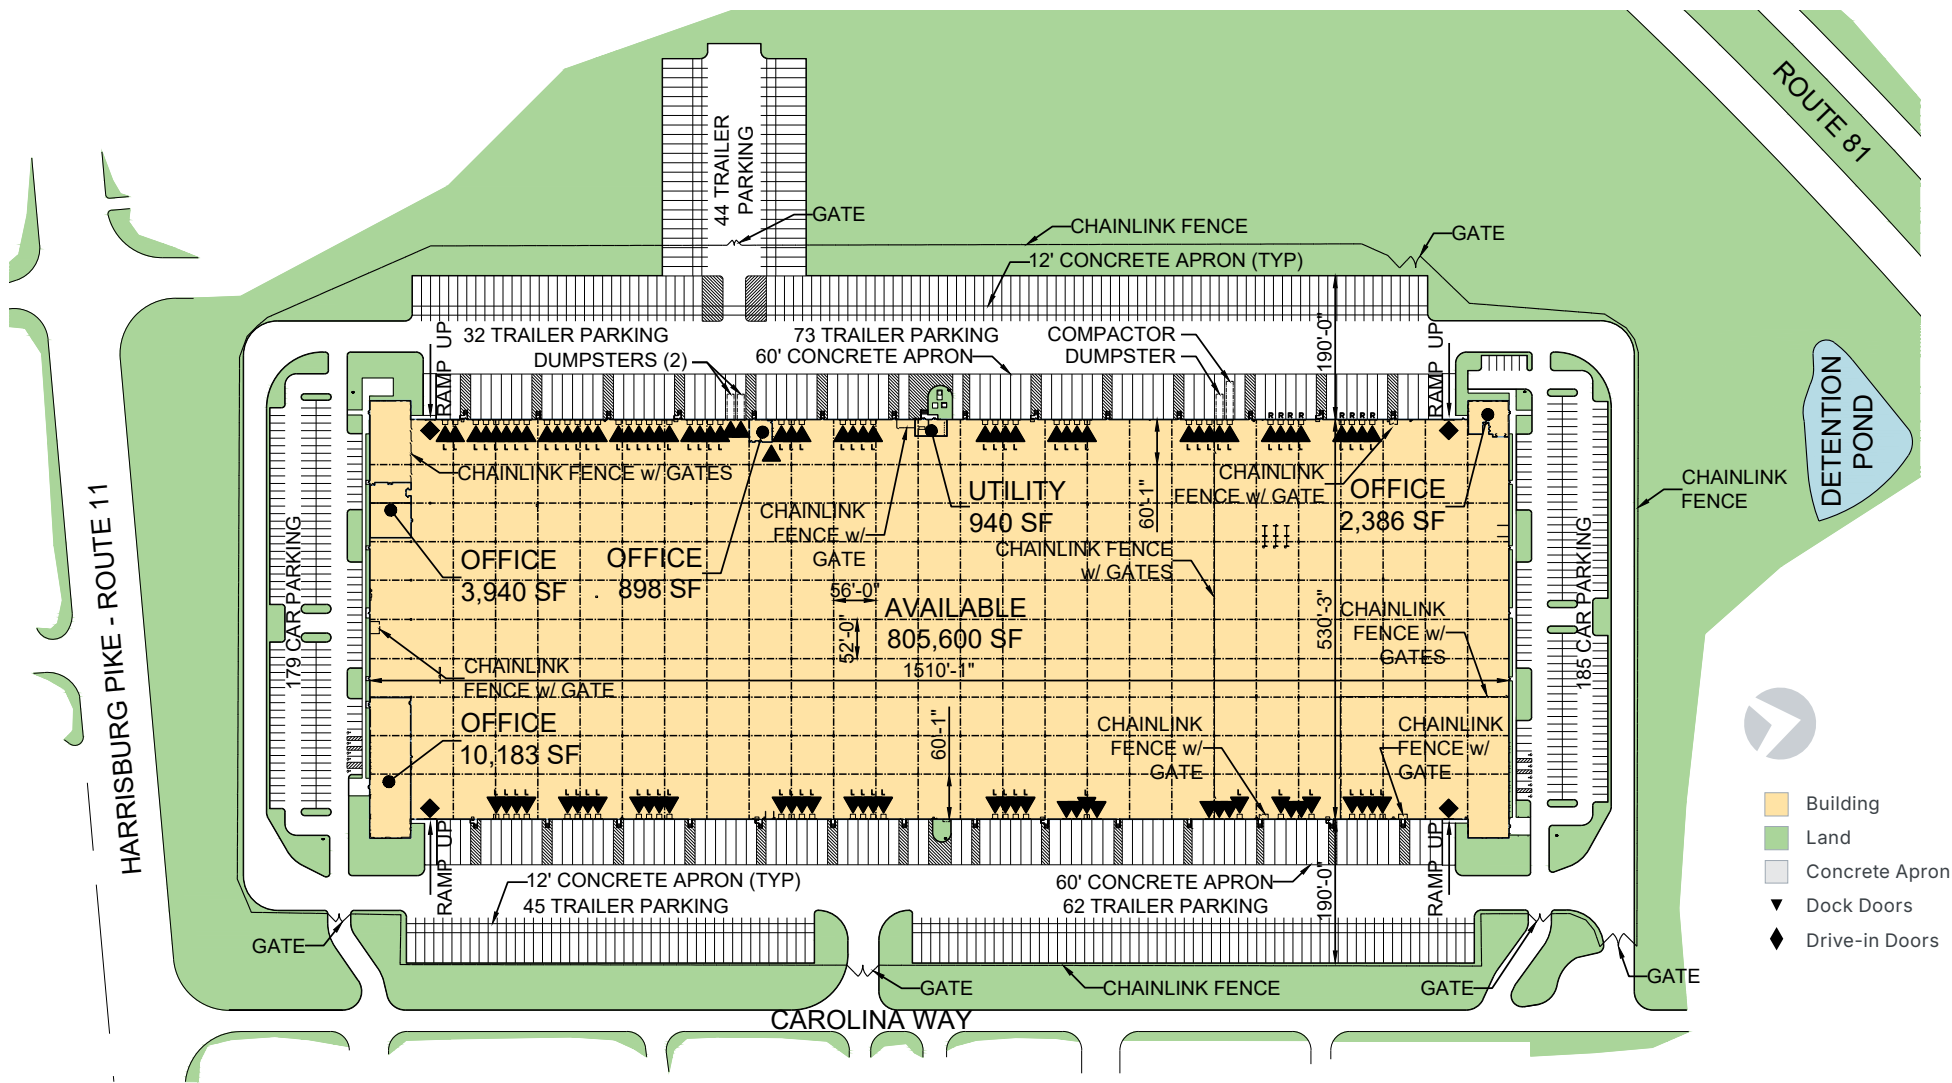 ROUTE 81
44 TRAILER
PARKING
GATE
CHAINLINK FENCE
GATE
12' CONCRETE APRON (TYP)
RAMP UP
32 TRAILER PARKING
DUMPSTERS (2)
73 TRAILER PARKING
60' CONCRETE APRON
COMPACTOR
DUMPSTER
190'-0"
RAMP UP
DETENTION
POND
CHAINLINK FENCE w/ GATES
CHAINLINK
FENCE w/
GATE
UTILITY
940 SF
60'-1"
CHAINLINK
FENCE w/ GATE
OFFICE
2,386 SF
CHAINLINK
FENCE
HARRISBURG PIKE - ROUTE 11
179 CAR PARKING
OFFICE
3,940 SF
OFFICE
898 SF
CHAINLINK FENCE
w/ GATES
56'-0"
52'-0"
AVAILABLE
805,600 SF
1510'-1"
530'-3"
CHAINLINK
FENCE w/
GATES
185 CAR PARKING
CHAINLINK
FENCE w/ GATE
OFFICE
10,183 SF
60'-1"
CHAINLINK
FENCE w/
GATE
CHAINLINK
FENCE w/
GATE
RAMP UP
12' CONCRETE APRON (TYP)
45 TRAILER PARKING
60' CONCRETE APRON
62 TRAILER PARKING
190'-0"
RAMP UP
GATE
GATE
CHAINLINK FENCE
GATE
GATE
CAROLINA WAY
Building
Land
Concrete Apron
Dock Doors
Drive-in Doors